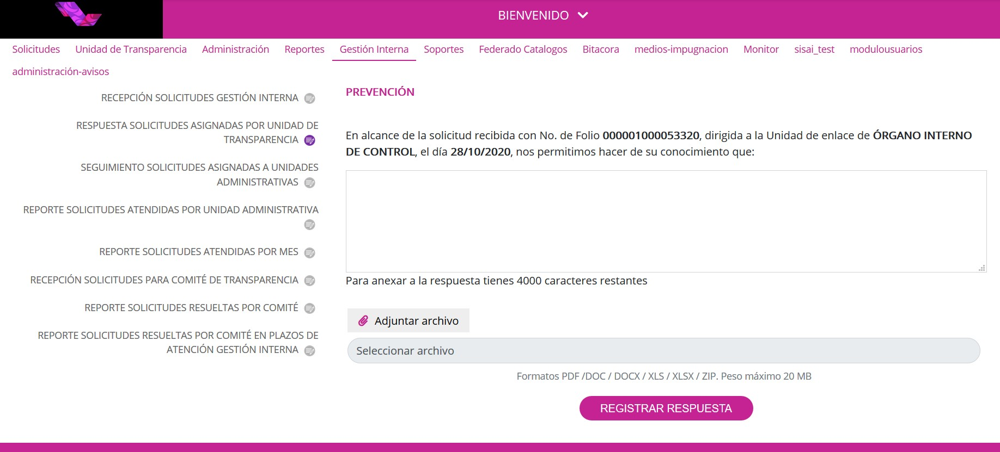 BIENVENIDO
Solicitudes Unidad de Transparencia Administración Reportes Gestión Interna Soportes Federado Catalogos Bitacora medios-impugnacion Monitor sisai_test modulousuarios
administración-avisos
RECEPCIÓN SOLICITUDES GESTIÓN INTERNA
RESPUESTA SOLICITUDES ASIGNADAS POR UNIDAD DE
TRANSPARENCIA
SEGUIMIENTO SOLICITUDES ASIGNADAS A UNIDADES
ADMINISTRATIVAS
REPORTE SOLICITUDES ATENDIDAS POR UNIDAD ADMINISTRATIVA
REPORTE SOLICITUDES ATENDIDAS POR MES
RECEPCIÓN SOLICITUDES PARA COMITÉ DE TRANSPARENCIA
REPORTE SOLICITUDES RESUELTAS POR COMITÉ
REPORTE SOLICITUDES RESUELTAS POR COMITÉ EN PLAZOS DE
ATENCIÓN GESTIÓN INTERNA
PREVENCIÓN
En alcance de la solicitud recibida con No. de Folio 000001000053320, dirigida a la Unidad de enlace de ÓRGANO INTERNO
DE CONTROL, el día 28/10/2020, nos permitimos hacer de su conocimiento que:
Para anexar a la respuesta tienes 4000 caracteres restantes
Adjuntar archivo
Seleccionar archivo
Formatos PDF /DOC / DOCX / XLS / XLSX / ZIP. Peso máximo 20 MB
REGISTRAR RESPUESTA